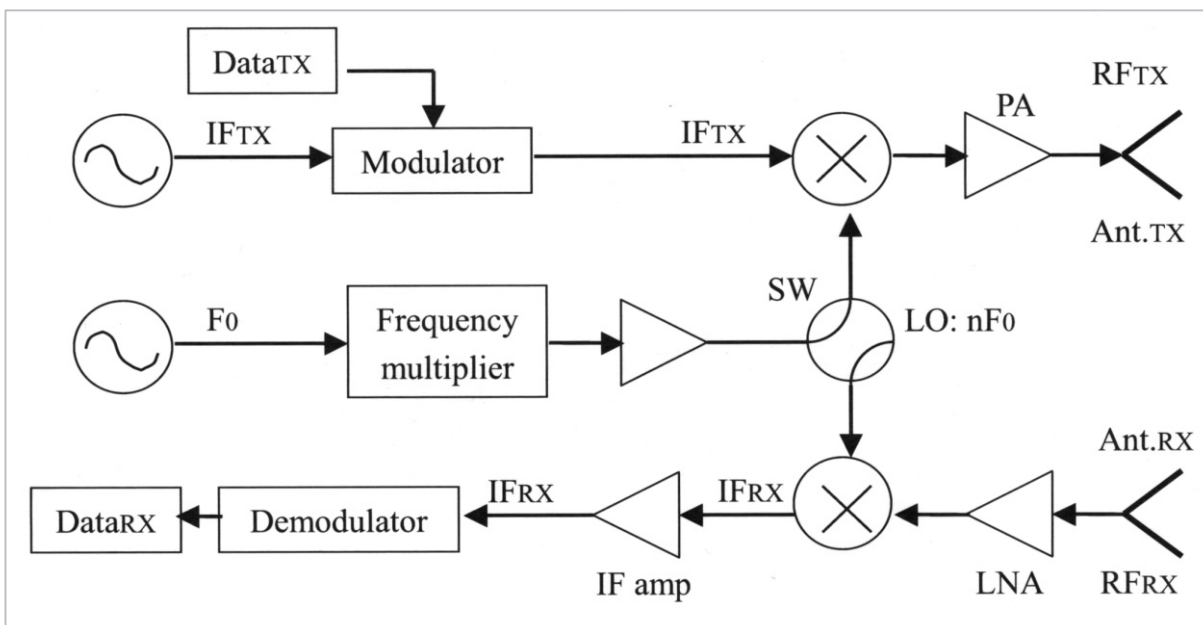 DataTX
RFTX
PA
IFTX
IFTX
Modulator
Ant.TX
SW
F0
Frequency
multiplier
LO: nF0
Ant.RX
IFRX
IFRX
DataRX
Demodulator
IF amp
LNA
RFRX